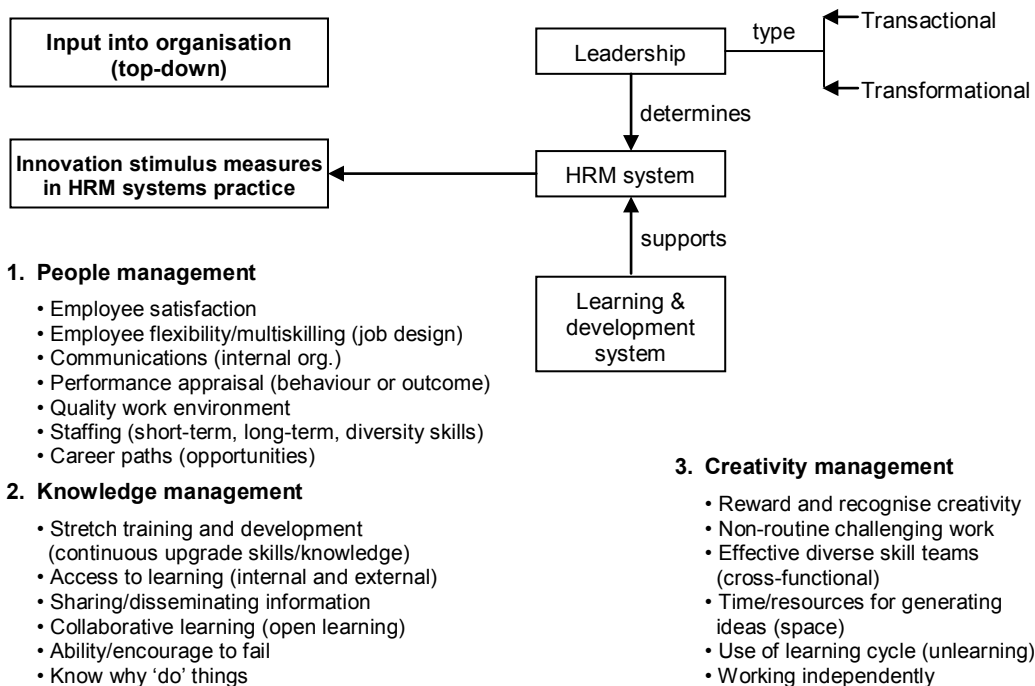 Input into organisation
(top-down)
Leadership
type
Transactional
Transformational
determines
Innovation stimulus measures
in HRM systems practice
HRM system
supports
Learning &
development
system
1. People management
• Employee satisfaction
• Employee flexibility/multiskilling (job design)
• Communications (internal org.)
• Performance appraisal (behaviour or outcome)
• Quality work environment
• Staffing (short-term, long-term, diversity skills)
• Career paths (opportunities)
2. Knowledge management
• Stretch training and development
(continuous upgrade skills/knowledge)
• Access to learning (internal and external)
• Sharing/disseminating information
• Collaborative learning (open learning)
• Ability/encourage to fail
• Know why ‘do’ things
3. Creativity management
• Reward and recognise creativity
• Non-routine challenging work
• Effective diverse skill teams
(cross-functional)
• Time/resources for generating
ideas (space)
• Use of learning cycle (unlearning)
• Working independently